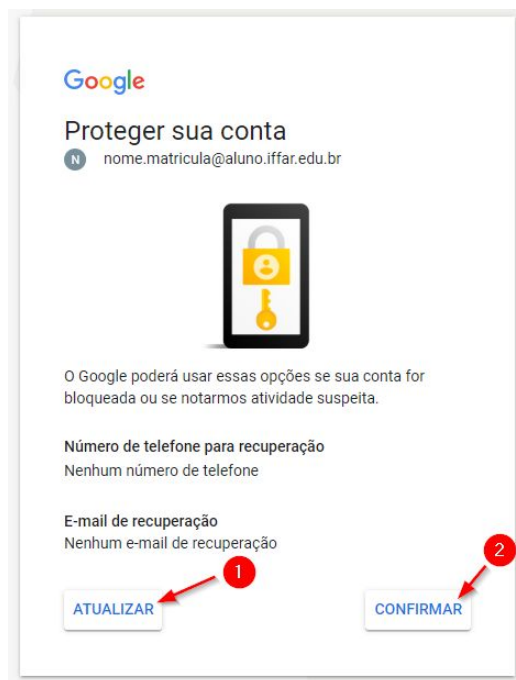 Google
Proteger sua conta
N nome.matricula@aluno.iffar.edu.br
O Google poderá usar essas opções se sua conta for
bloqueada ou se notarmos atividade suspeita.
Número de telefone para recuperação
Nenhum número de telefone
E-mail de recuperação
Nenhum e-mail de recuperação
1
2
ATUALIZAR
CONFIRMAR